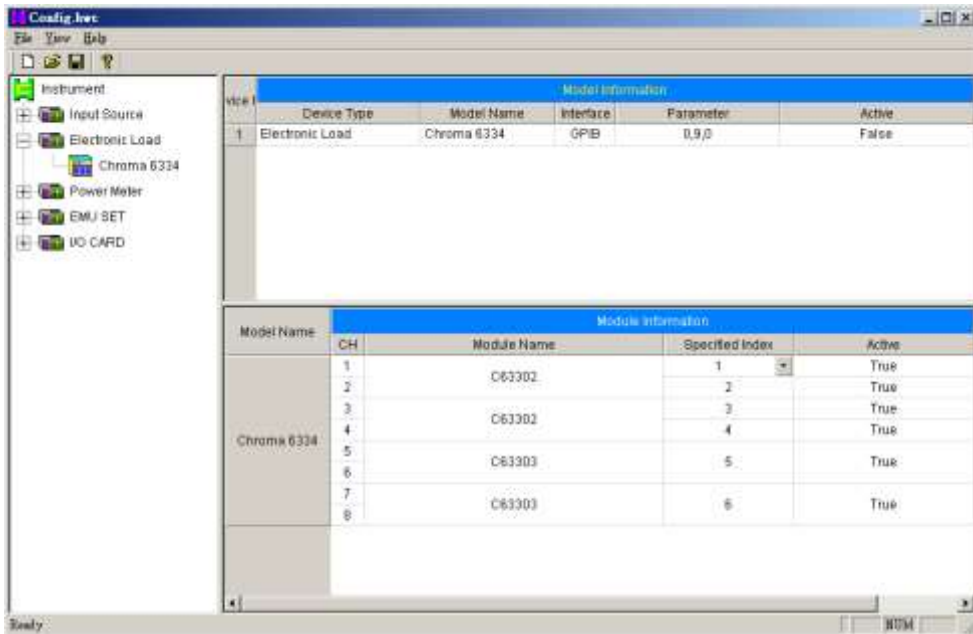 Config.hwc
File View Help
Instrument
Input Source
Electronic Load
Chroma 6334
Power Meter
EMU SET
I/O CARD
vice I
Model Information
Device Type Model Name Interface Parameter Active
1 Electronic Load Chroma 6334 GPIB 0,9,0 False
Model Name
Module Information
CH Module Name Specified Index Active
Chroma 6334
1 C63302 1 True
2 2 True
3 C63302 3 True
4 4 True
5 C63303 5 True
6
7 C63303 6 True
8
Ready NUM